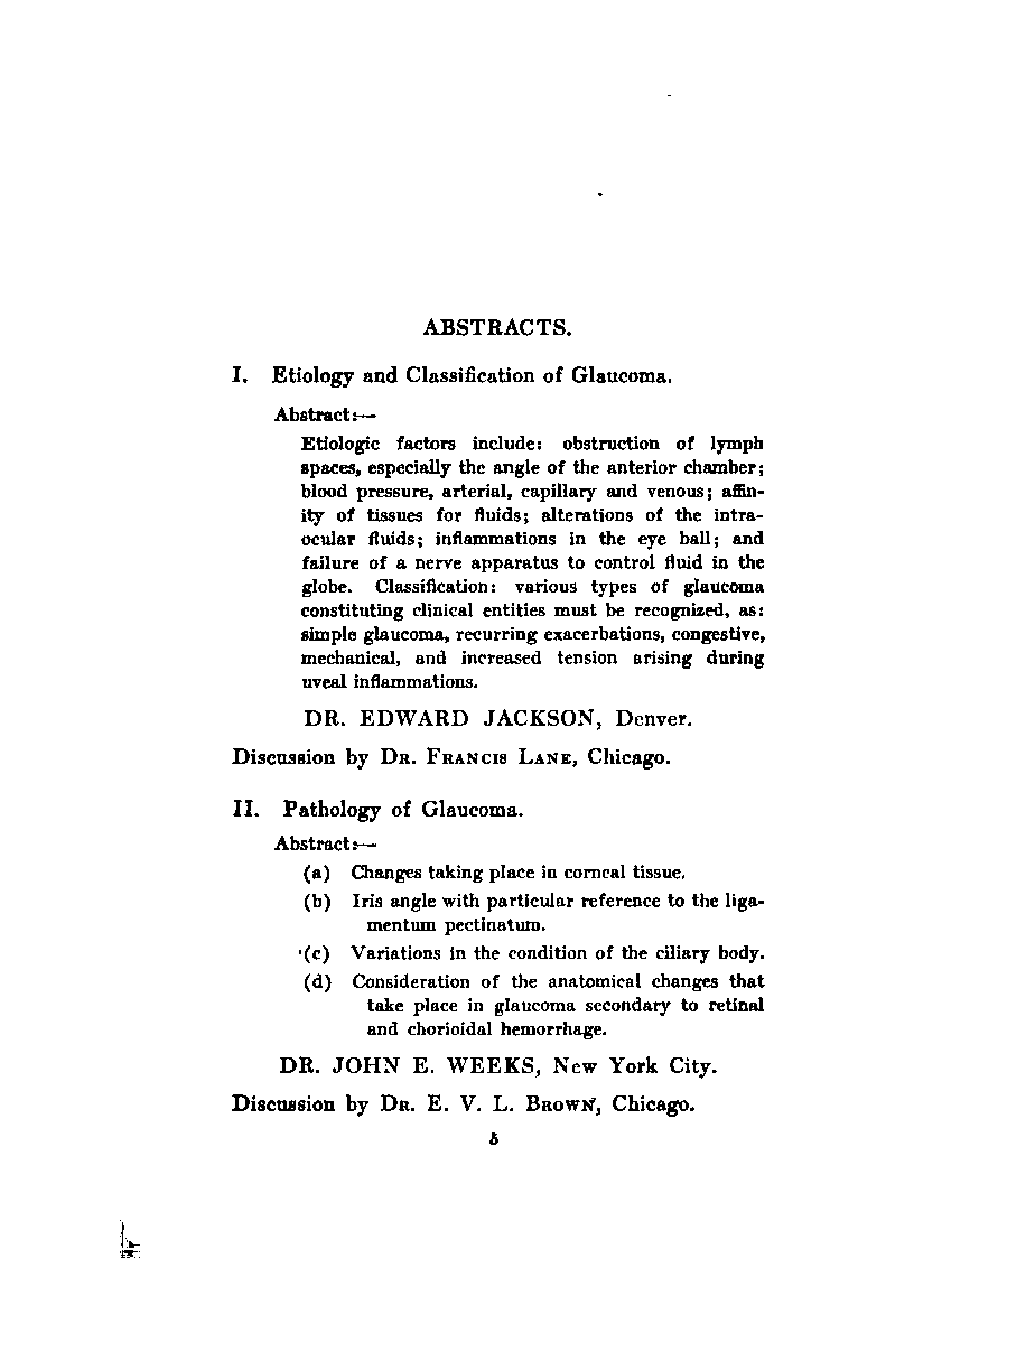 ABSTRACTS.
I. Etiology and Classification of Glaucoma.
Abstract:—
Etiologic factors include: obstruction of lymph
spaces, especially the angle of the anterior chamber;
blood pressure, arterial, capillary and venous; affin-
ity of tissues for fluids; alterations of the intra-
ocular fluids; inflammations in the eye ball; and
failure of a nerve apparatus to control fluid in the
globe. Classification: various types of glaucoma
constituting clinical entities must be recognized, as:
simple glaucoma, recurring exacerbations, congestive,
mechanical, and increased tension arising during
uveal inflammations.
DR. EDWARD JACKSON, Denver.
Discussion by DR. FRANCIS LANE, Chicago.
II. Pathology of Glaucoma.
Abstract:—
(a) Changes taking place in corneal tissue.
(b) Iris angle with particular reference to the liga-
mentum pectinatum.
(c) Variations in the condition of the ciliary body.
(d) Consideration of the anatomical changes that
take place in glaucoma secondary to retinal
and chorioidal hemorrhage.
DR. JOHN E. WEEKS, New York City.
Discussion by DR. E. V. L. BROWN, Chicago.
5